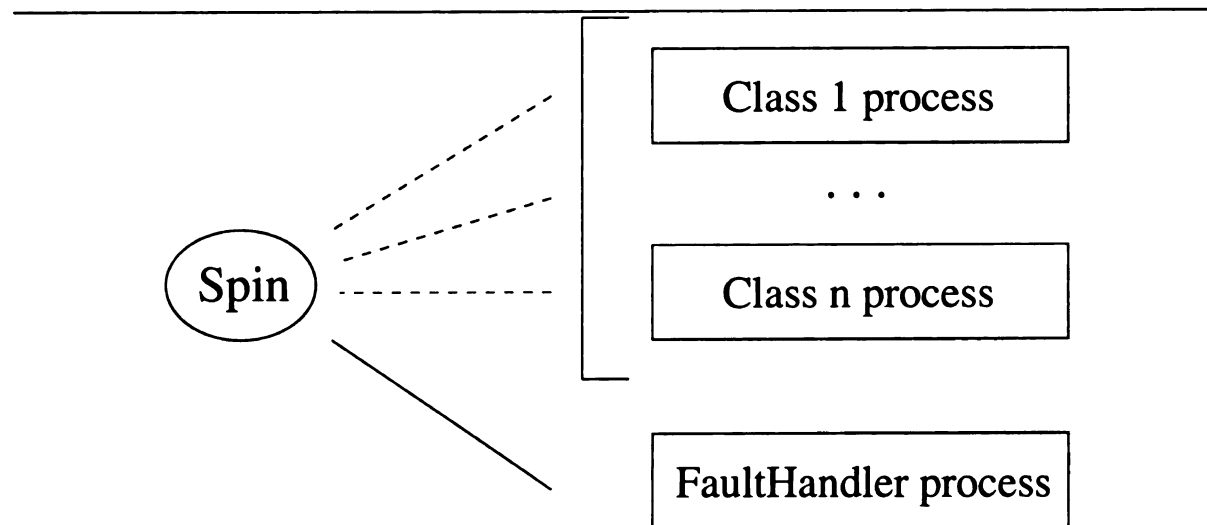 Class 1 process
. . .
Class n process
Spin
FaultHandler process